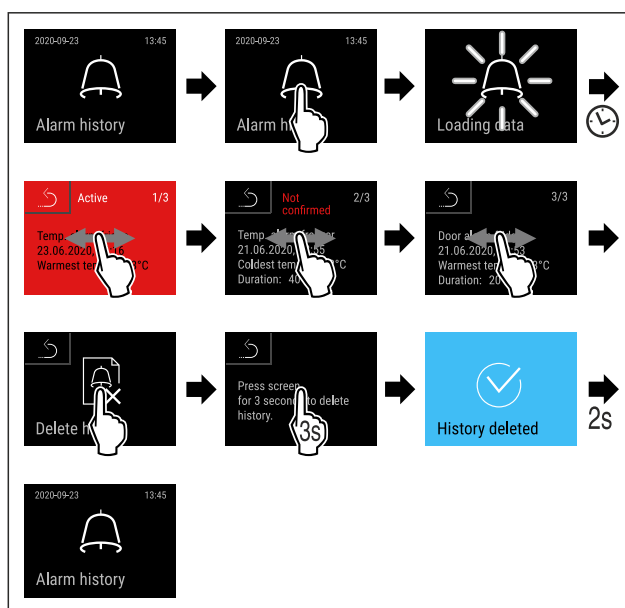 2020-09-23 13:45
Alarm history
2020-09-23 13:45
Alarm
Loading data
Active 1/3
Temp.
23.06.2020,
Warmest °C
Not
confirmed 2/3
Temp.
21.06.2020,
Coldest °C
Duration:
3/3
Door
21.06.2020,
Warmest °C
Duration:
Delete
Press screen
for 3 seconds to delete
history.
3s
History deleted
2s
2020-09-23 13:45
Alarm history